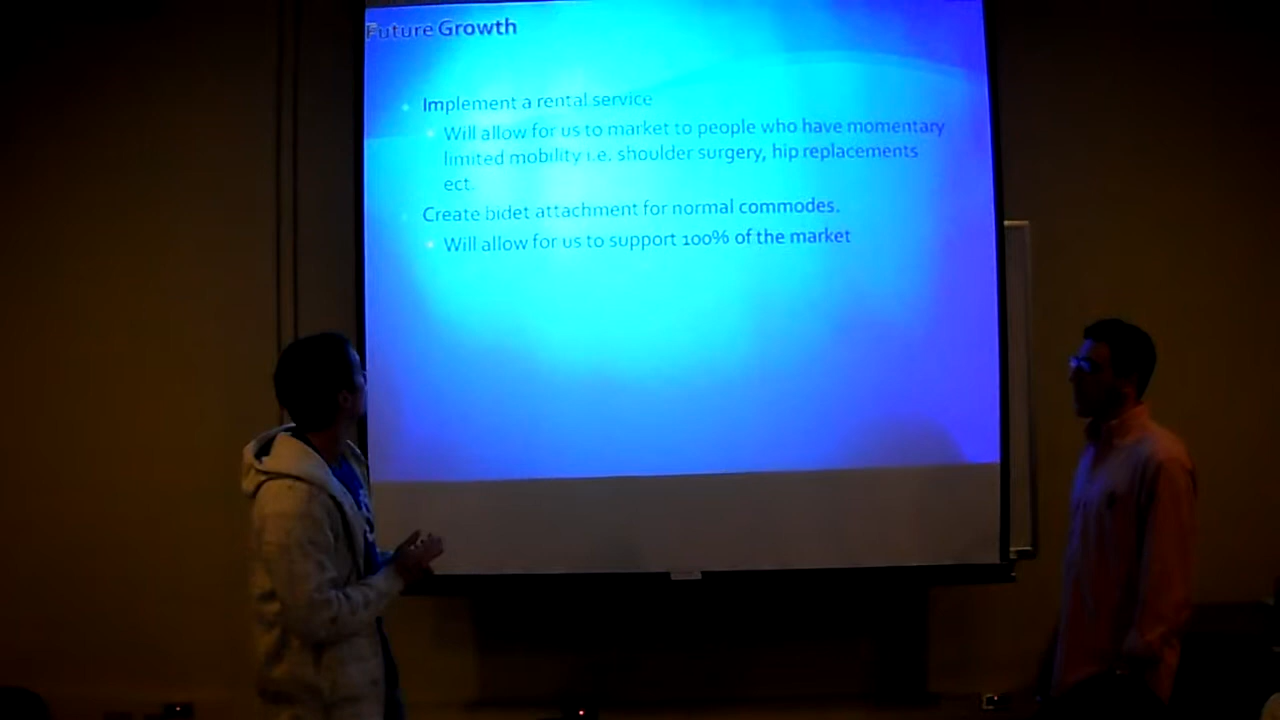 Future Growth
Implement a rental service
Will allow for us to market to people who have momentary
limited mobility i.e. shoulder surgery, hip replacements
ect.
Create bidet attachment for normal commodes.
Will allow for us to support 100% of the market